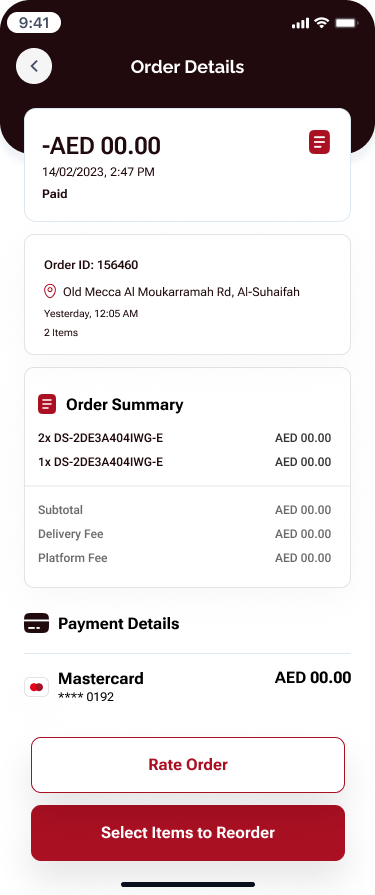 9:41
Order Details
-AED 00.00
14/02/2023, 2:47 PM
Paid
Order ID: 156460
Old Mecca Al Moukarramah Rd, Al-Suhaifah
Yesterday, 12:05 AM
2 Items
Order Summary
2x DS-2DE3A404IWG-E AED 00.00
1x DS-2DE3A404IWG-E AED 00.00
Subtotal AED 00.00
Delivery Fee AED 00.00
Platform Fee AED 00.00
Payment Details
Mastercard AED 00.00
**** 0192
Rate Order
Select Items to Reorder